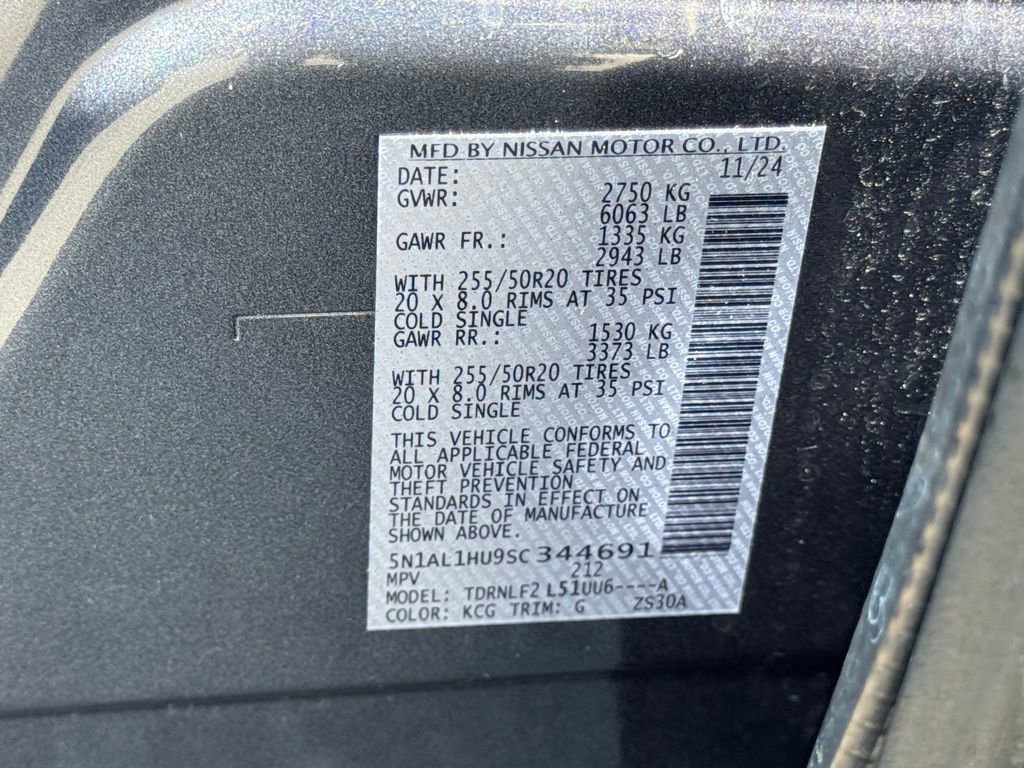 MFD BY NISSAN MOTOR CO., LTD.
DATE: 11/24
GVWR: 2750 KG
6063 LB
GAWR FR.: 1335 KG
2943 LB
WITH 255/50R20 TIRES
20 X 8.0 RIMS AT 35 PSI
COLD SINGLE
GAWR RR.: 1530 KG
3373 LB
WITH 255/50R20 TIRES
20 X 8.0 RIMS AT 35 PSI
COLD SINGLE
THIS VEHICLE CONFORMS TO
ALL APPLICABLE FEDERAL
MOTOR VEHICLE SAFETY AND
THEFT PREVENTION
STANDARDS IN EFFECT ON
THE DATE OF MANUFACTURE
SHOWN ABOVE.
5N1AL1HU9SC 344691
MPV 212
MODEL: TDRNLF2 L51UU6----A
COLOR: KCG TRIM: G ZS30A